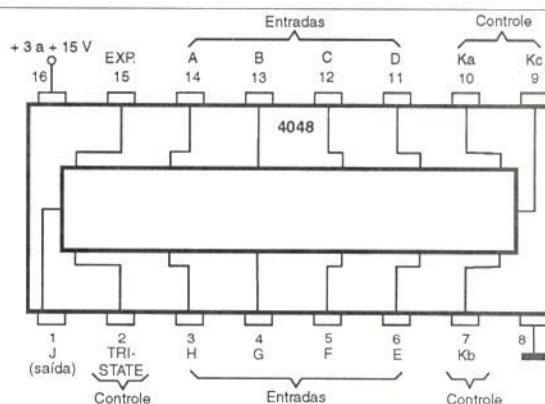 Entradas
Controle
+ 3 a + 15 V
EXP. A B C D Ka Kc
16 15 14 13 12 11 10 9
4048
1 2 3 4 5 6 7 8
J TRI- H G F E Kb
(saída) STATE
Controle Entradas Controle